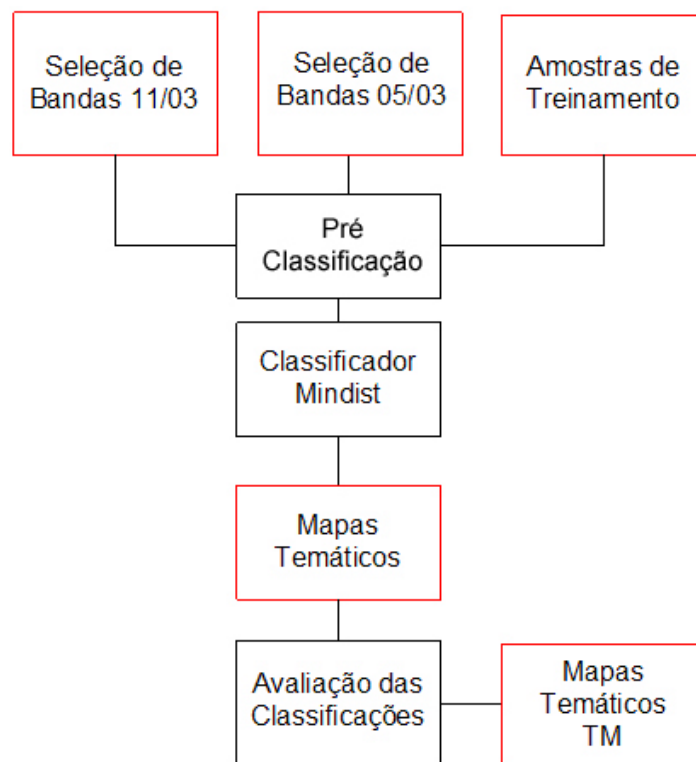 Seleção de
Bandas 11/03
Seleção de
Bandas 05/03
Amostras de
Treinamento
Pré
Classificação
Classificador
Mindist
Mapas
Temáticos
Avaliação das
Classificações
Mapas
Temáticos
TM